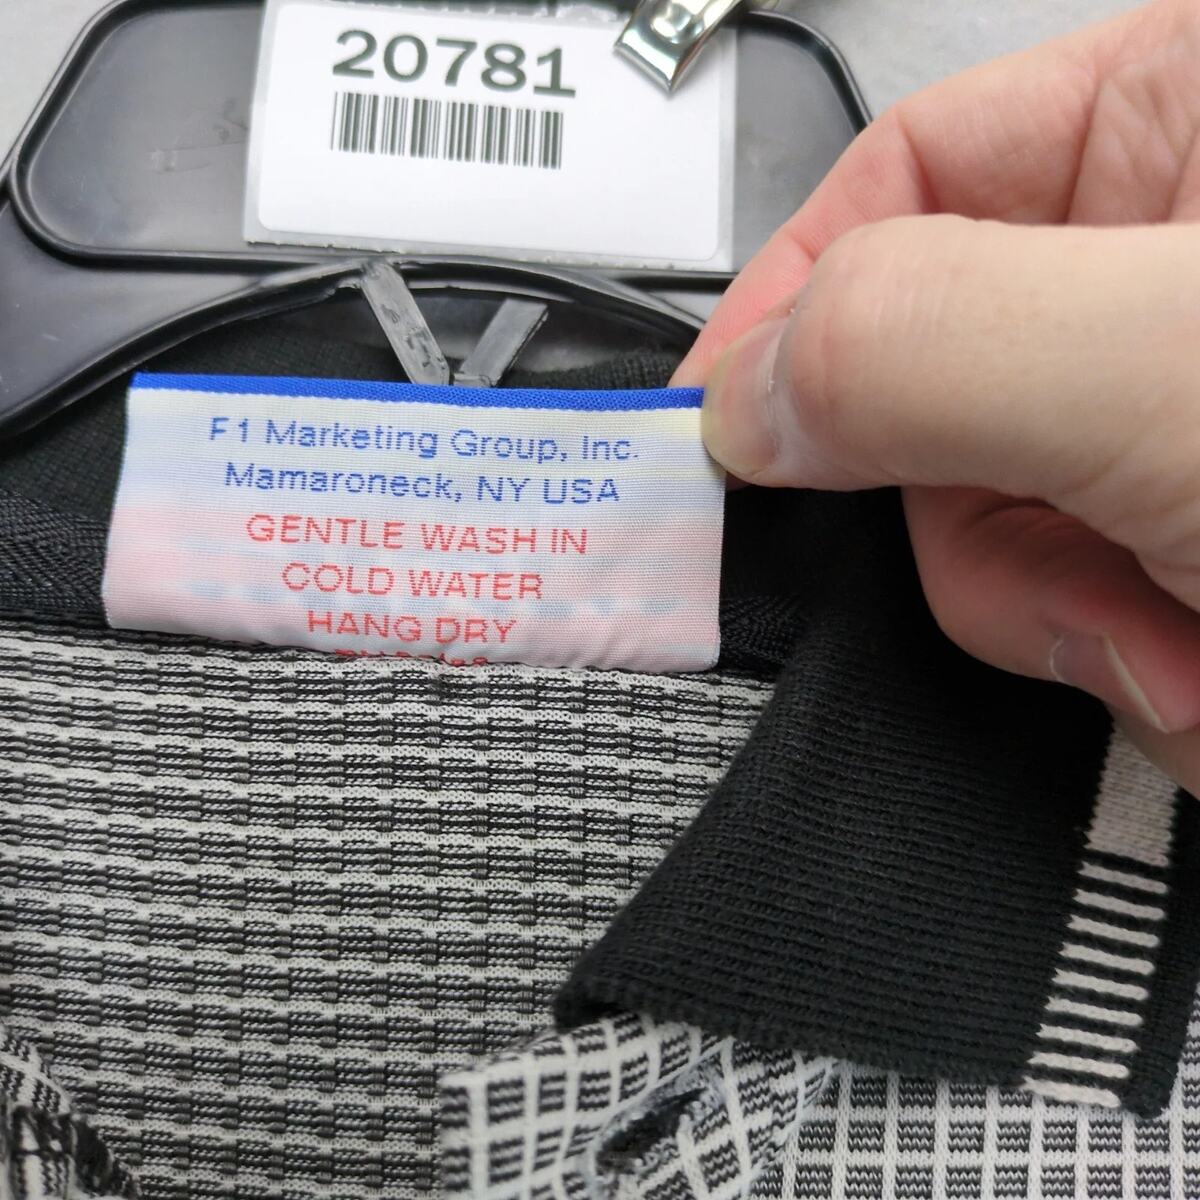 20781
F1 Marketing Group, Inc.
Mamaroneck, NY USA
GENTLE WASH IN
COLD WATER
HANG DRY